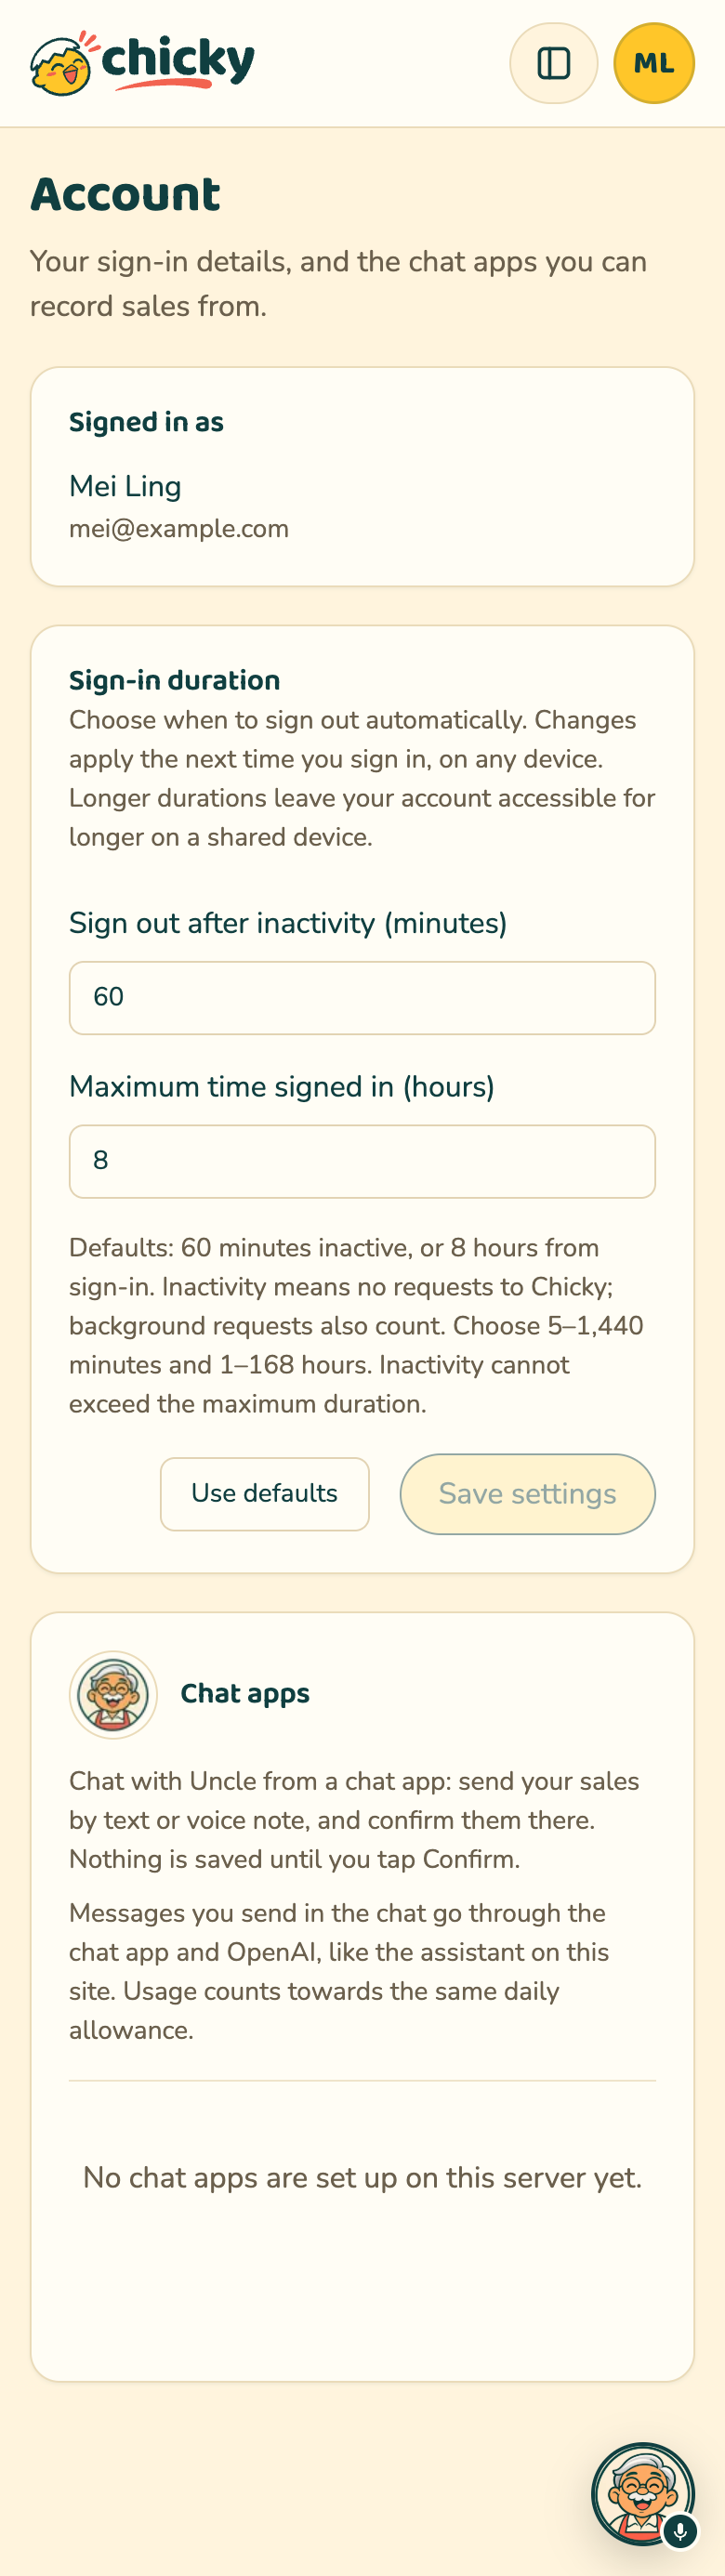 chicky
ML
Account
Your sign-in details, and the chat apps you can
record sales from.
Signed in as
Mei Ling
mei@example.com
Sign-in duration
Choose when to sign out automatically. Changes
apply the next time you sign in, on any device.
Longer durations leave your account accessible for
longer on a shared device.
Sign out after inactivity (minutes)
60
Maximum time signed in (hours)
8
Defaults: 60 minutes inactive, or 8 hours from
sign-in. Inactivity means no requests to Chicky;
background requests also count. Choose 5–1,440
minutes and 1–168 hours. Inactivity cannot
exceed the maximum duration.
Use defaults
Save settings
Chat apps
Chat with Uncle from a chat app: send your sales
by text or voice note, and confirm them there.
Nothing is saved until you tap Confirm.
Messages you send in the chat go through the
chat app and OpenAI, like the assistant on this
site. Usage counts towards the same daily
allowance.
No chat apps are set up on this server yet.